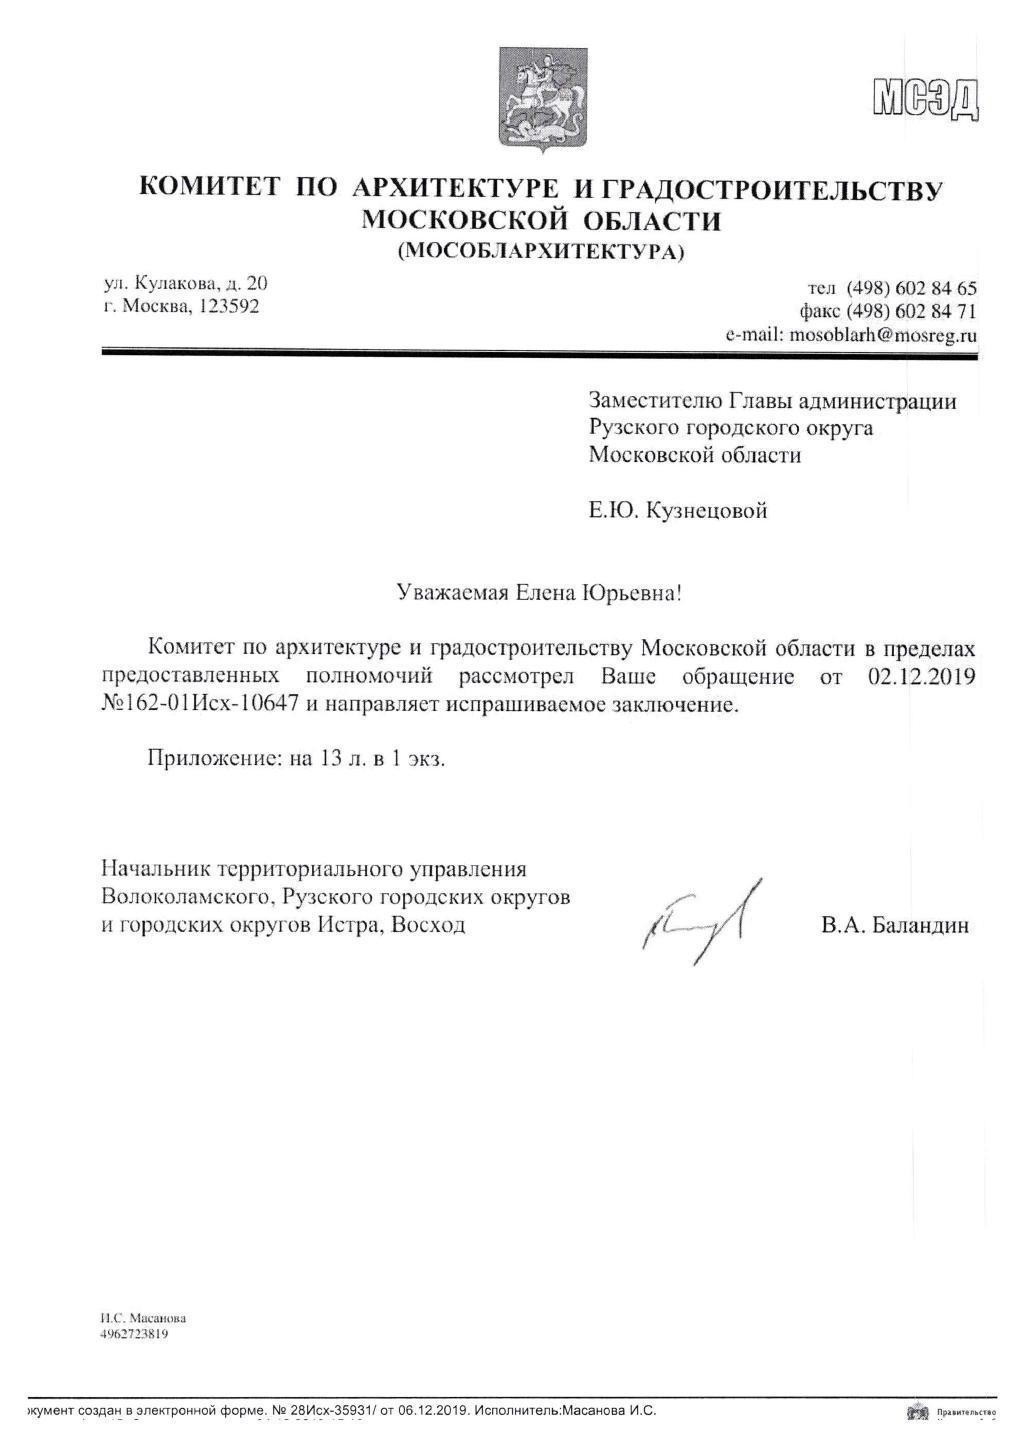 МСЭД
КОМИТЕТ ПО АРХИТЕКТУРЕ И ГРАДОСТРОИТЕЛЬСТВУ
МОСКОВСКОЙ ОБЛАСТИ
(МОСОБЛАРХИТЕКТУРА)
ул. Кулакова, д. 20
г. Москва, 123592
тел (498) 602 84 65
факс (498) 602 84 71
e-mail: mosoblarh@mosreg.ru
Заместителю Главы администрации
Рузского городского округа
Московской области
Е.Ю. Кузнецовой
Уважаемая Елена Юрьевна!
Комитет по архитектуре и градостроительству Московской области в пределах
предоставленных полномочий рассмотрел Ваше обращение от 02.12.2019
№162-01Исх-10647 и направляет испрашиваемое заключение.
Приложение: на 13 л. в 1 экз.
Начальник территориального управления
Волоколамского, Рузского городских округов
и городских округов Истра, Восход
В.А. Баландин
И.С. Масанова
4962723819
окумент создан в электронной форме. № 28Исх-35931/ от 06.12.2019. Исполнитель:Масанова И.С.
Правительство